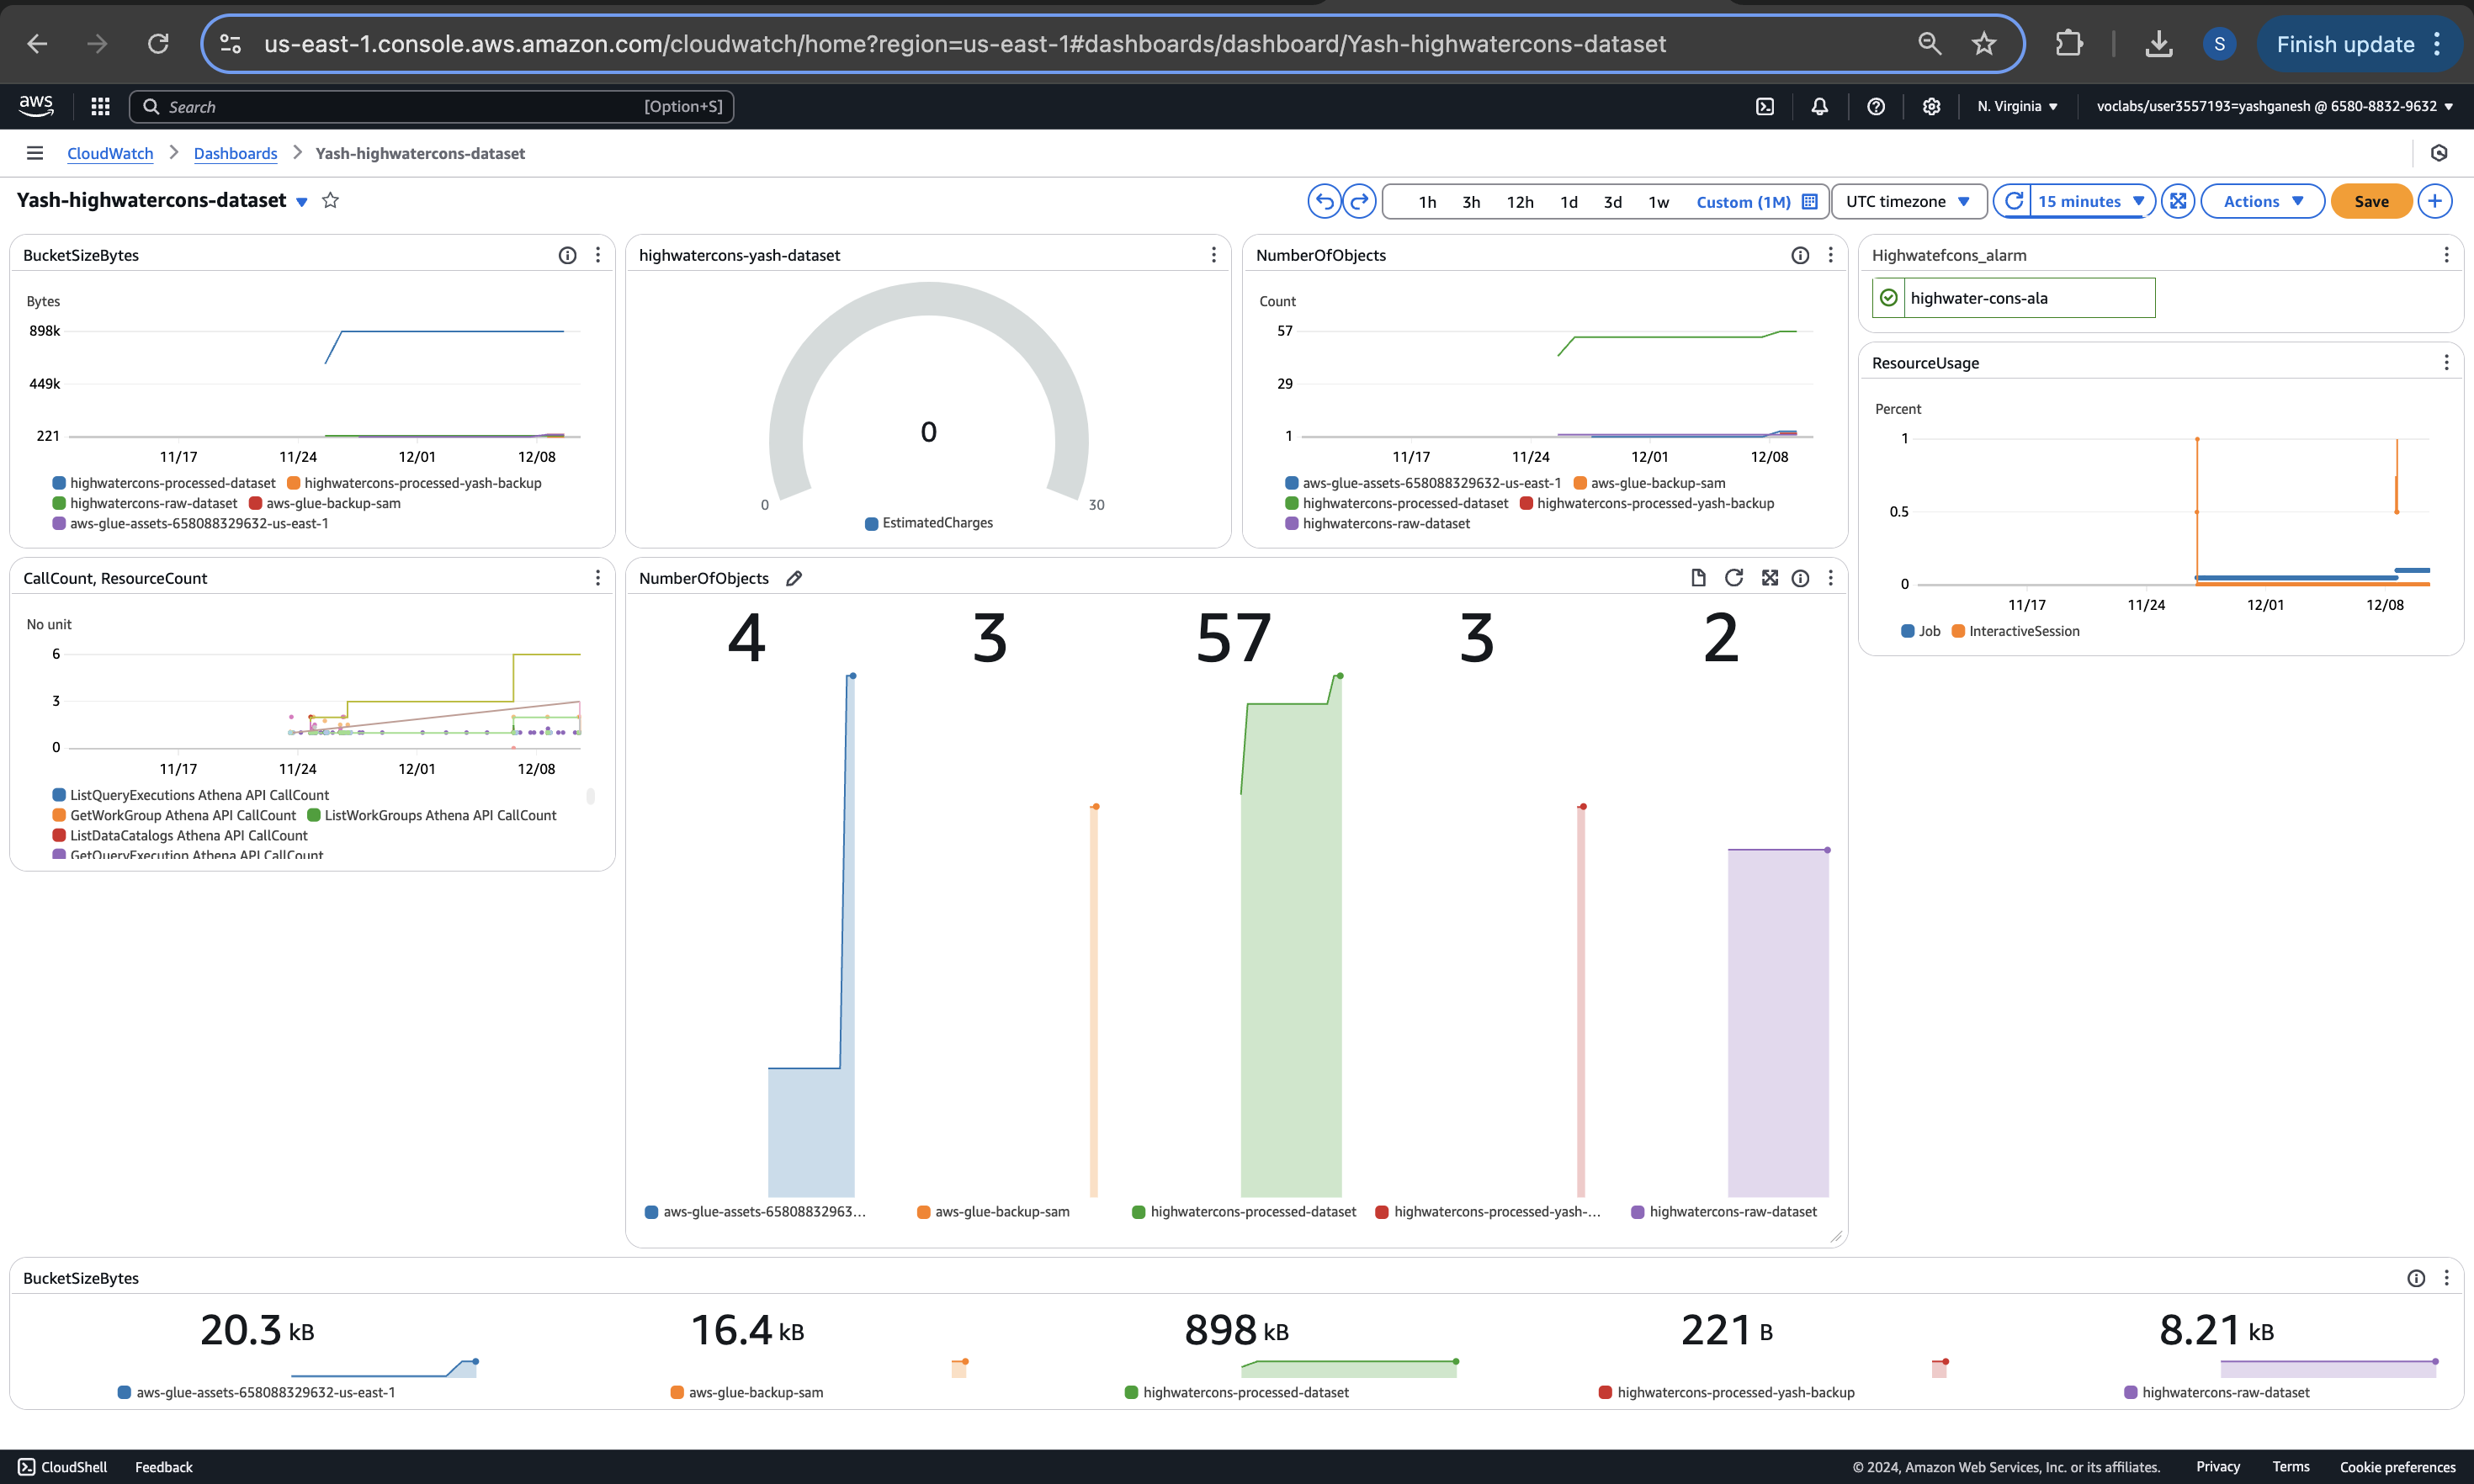 us-east-1.console.aws.amazon.com/cloudwatch/home?region=us-east-1#dashboards/dashboard/Yash-highwatercons-dataset
S
Finish update
aws
Search
[Option+S]
N. Virginia
voclabs/user3557193=yashganesh @ 6580-8832-9632
CloudWatch
Dashboards
Yash-highwatercons-dataset
Yash-highwatercons-dataset
1h 3h 12h 1d 3d 1w Custom (1M)
UTC timezone
15 minutes
Actions
Save
BucketSizeBytes
Bytes
898k
449k
221
11/17 11/24 12/01 12/08
highwatercons-processed-dataset highwatercons-processed-yash-backup
highwatercons-raw-dataset aws-glue-backup-sam
aws-glue-assets-658088329632-us-east-1
highwatercons-yash-dataset
0
0 30
EstimatedCharges
NumberOfObjects
Count
57
29
1
11/17 11/24 12/01 12/08
aws-glue-assets-658088329632-us-east-1 aws-glue-backup-sam
highwatercons-processed-dataset highwatercons-processed-yash-backup
highwatercons-raw-dataset
Highwatefcons_alarm
highwater-cons-ala
ResourceUsage
Percent
1
0.5
0
11/17 11/24 12/01 12/08
Job InteractiveSession
CallCount, ResourceCount
No unit
6
3
0
11/17 11/24 12/01 12/08
ListQueryExecutions Athena API CallCount
GetWorkGroup Athena API CallCount ListWorkGroups Athena API CallCount
ListDataCatalogs Athena API CallCount
GetQueryExecution Athena API CallCount
NumberOfObjects
4 3 57 3 2
aws-glue-assets-65808832963... aws-glue-backup-sam highwatercons-processed-dataset highwatercons-processed-yash-... highwatercons-raw-dataset
BucketSizeBytes
20.3 kB 16.4 kB 898 kB 221 B 8.21 kB
aws-glue-assets-658088329632-us-east-1 aws-glue-backup-sam highwatercons-processed-dataset highwatercons-processed-yash-backup highwatercons-raw-dataset
CloudShell Feedback
© 2024, Amazon Web Services, Inc. or its affiliates. Privacy Terms Cookie preferences